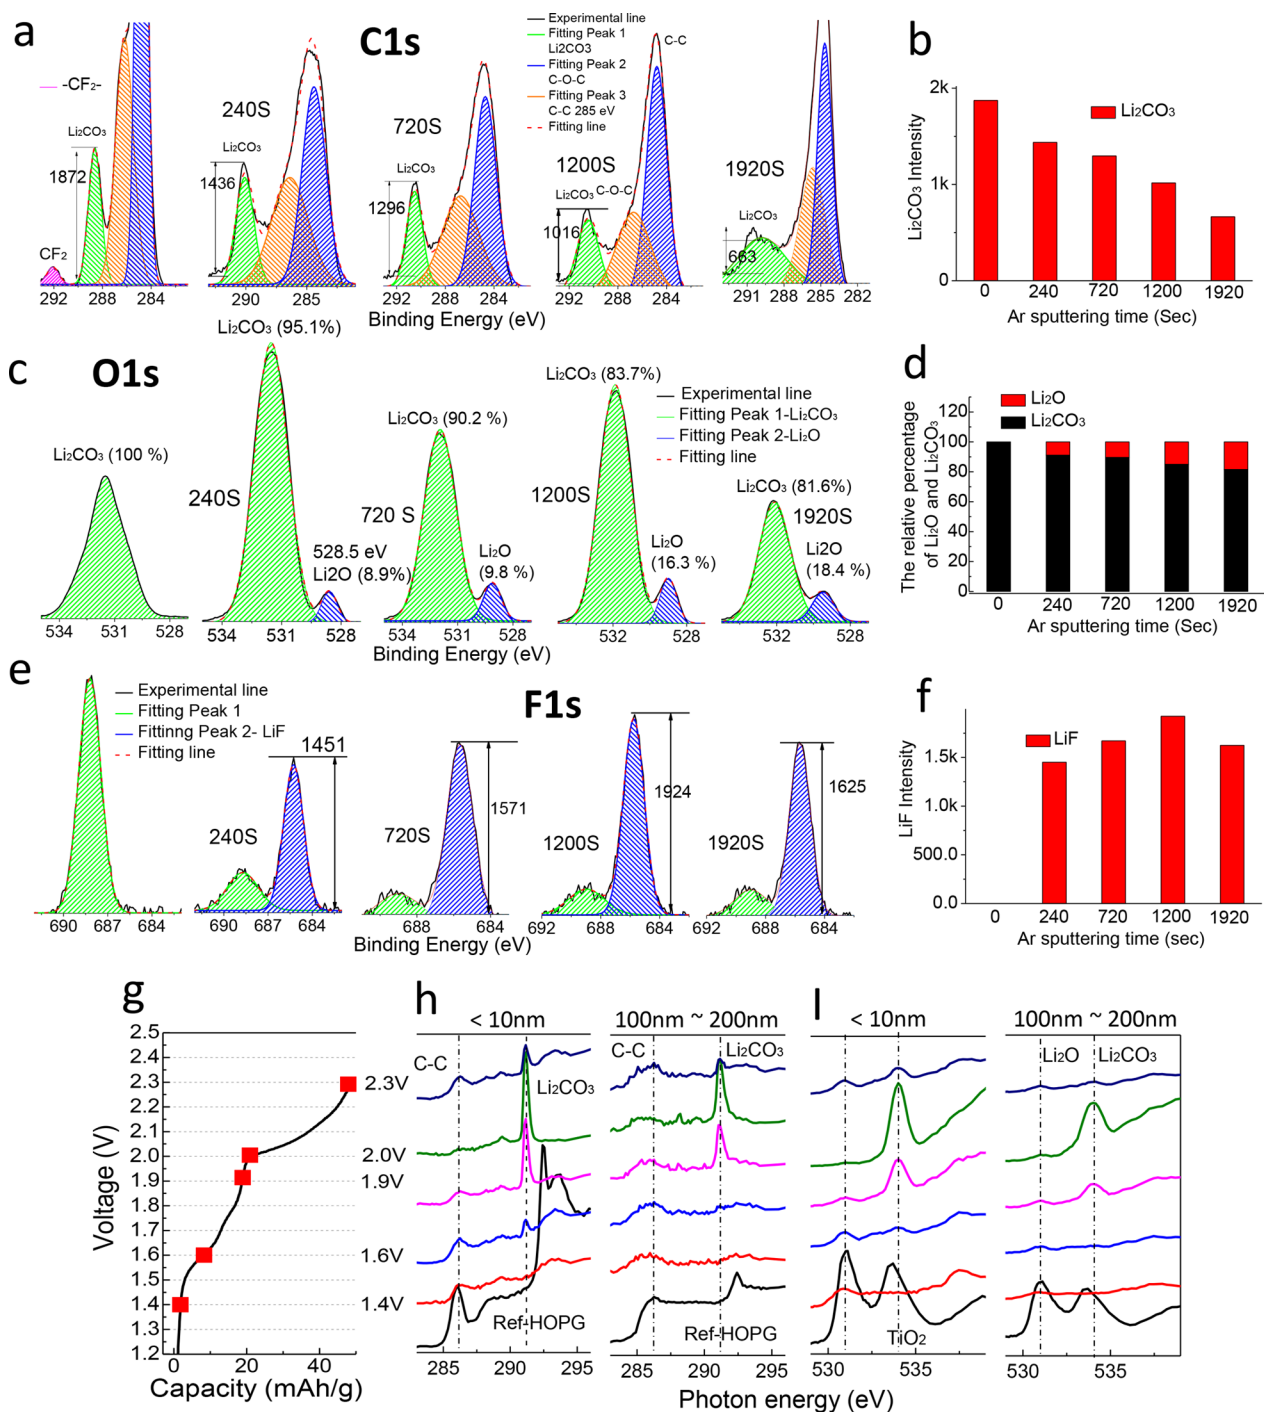 a
C1s
-CF₂-
Li₂CO₃
1872
CF₂
292 288 284
240S
Li₂CO₃
1436
290 285
720S
Li₂CO₃
1296
292 288 284
Experimental line
Fitting Peak 1
Li2CO3
Fitting Peak 2
C-O-C
Fitting Peak 3
C-C 285 eV
Fitting line
C-C
1200S
Li₂CO₃
C-O-C
1016
292 288 284
1920S
Li₂CO₃
663
291 288 285 282
Binding Energy (eV)
b
2k
1k
0
Li₂CO₃ Intensity
Li₂CO₃
0 240 720 1200 1920
Ar sputtering time (Sec)
c
O1s
Li₂CO₃ (100 %)
534 531 528
Li₂CO₃ (95.1%)
240S
528.5 eV
Li2O (8.9%)
534 531 528
Li₂CO₃ (90.2 %)
720 S
Li₂O
(9.8 %)
534 531 528
Li₂CO₃ (83.7%)
1200S
Li₂O
(16.3 %)
532 528
Experimental line
Fitting Peak 1-Li₂CO₃
Fitting Peak 2-Li₂O
Fitting line
Li₂CO₃ (81.6%)
1920S
Li2O
(18.4 %)
532 528
Binding Energy (eV)
d
Li₂O
Li₂CO₃
120
100
80
60
40
20
0
The relative percentage
of Li₂O and Li₂CO₃
0 240 720 1200 1920
Ar sputtering time (Sec)
e
F1s
Experimental line
Fitting Peak 1
Fittinng Peak 2- LiF
Fitting line
690 687 684
1451
240S
690 687 684
1571
720S
688 684
1924
1200S
692 688 684
1625
1920S
692 688 684
Binding Energy (eV)
f
LiF
1.5k
1.0k
500.0
0.0
LiF Intensity
0 240 720 1200 1920
Ar sputtering time (sec)
g
2.5
2.4
2.3
2.2
2.1
2.0
1.9
1.8
1.7
1.6
1.5
1.4
1.3
1.2
Voltage (V)
0 20 40
Capacity (mAh/g)
2.3V
2.0V
1.9V
1.6V
1.4V
h
< 10nm
C-C
Li₂CO₃
Ref-HOPG
285 290 295
100nm ~ 200nm
C-C
Li₂CO₃
Ref-HOPG
285 290 295
I
< 10nm
TiO₂
530 535
100nm ~ 200nm
Li₂O
Li₂CO₃
530 535
Photon energy (eV)